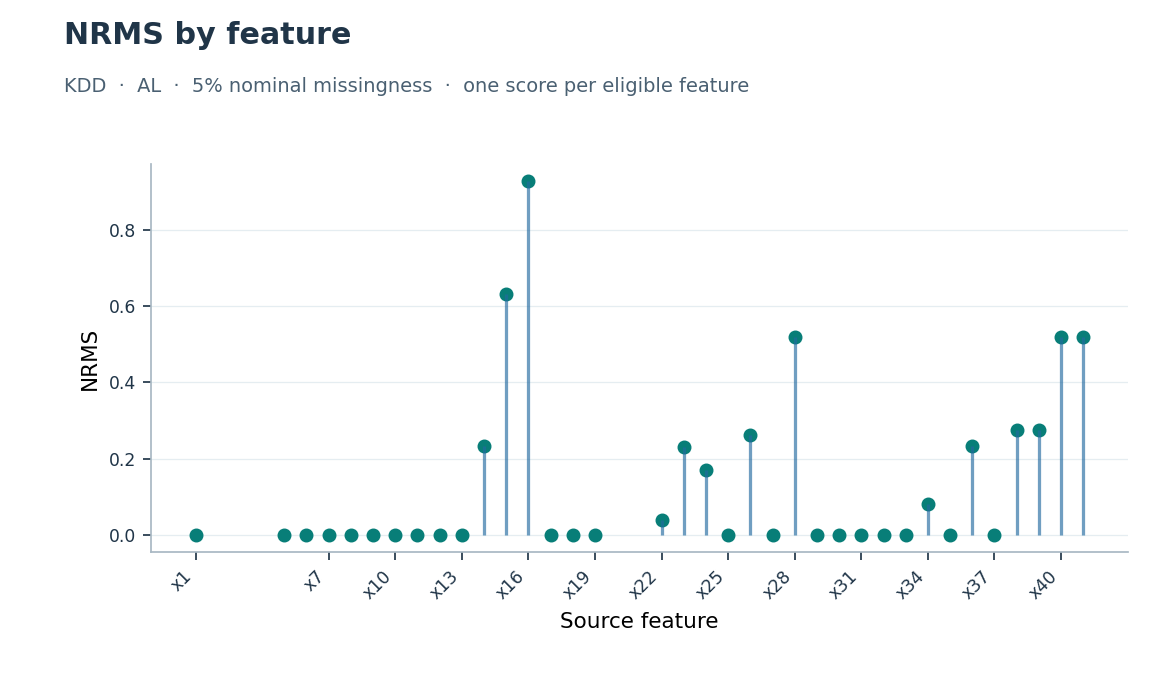 NRMS by feature
KDD · AL · 5% nominal missingness · one score per eligible feature
0.8
0.6
0.4
0.2
0.0
NRMS
x1 x7 x10 x13 x16 x19 x22 x25 x28 x31 x34 x37 x40
Source feature